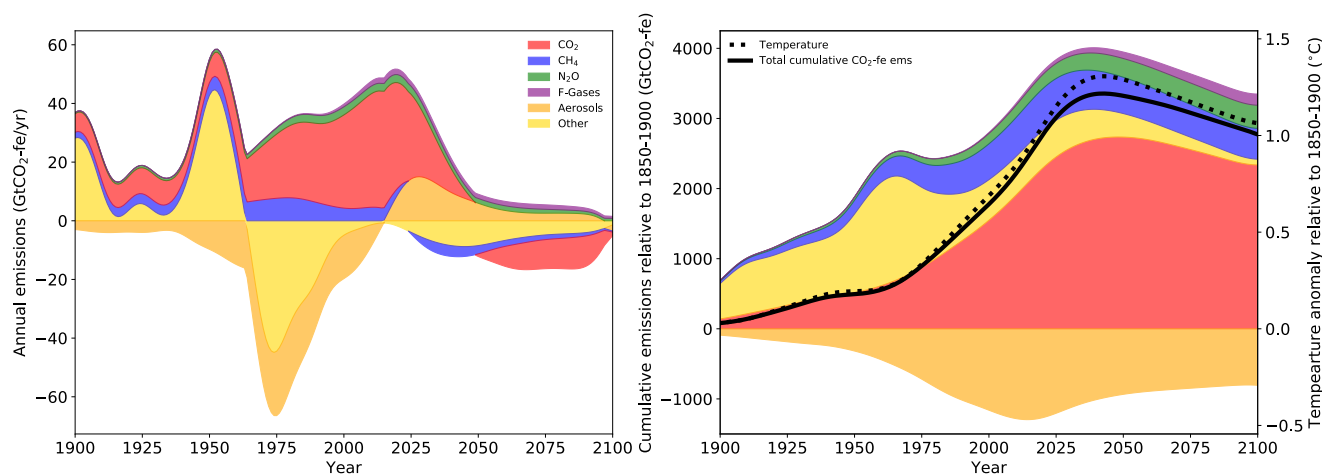 60
40
20
0
−20
−40
−60
Annual emissions (GtCO₂-fe/yr)
CO₂
CH₄
N₂O
F-Gases
Aerosols
Other
1900 1925 1950 1975 2000 2025 2050 2075 2100
Year
4000
3000
2000
1000
0
−1000
Cumulative emissions relative to 1850-1900 (GtCO₂-fe)
Temperature
Total cumulative CO₂-fe ems
1.5
1.0
0.5
0.0
−0.5
Tempearture anomaly relative to 1850-1900 (°C)
1900 1925 1950 1975 2000 2025 2050 2075 2100
Year